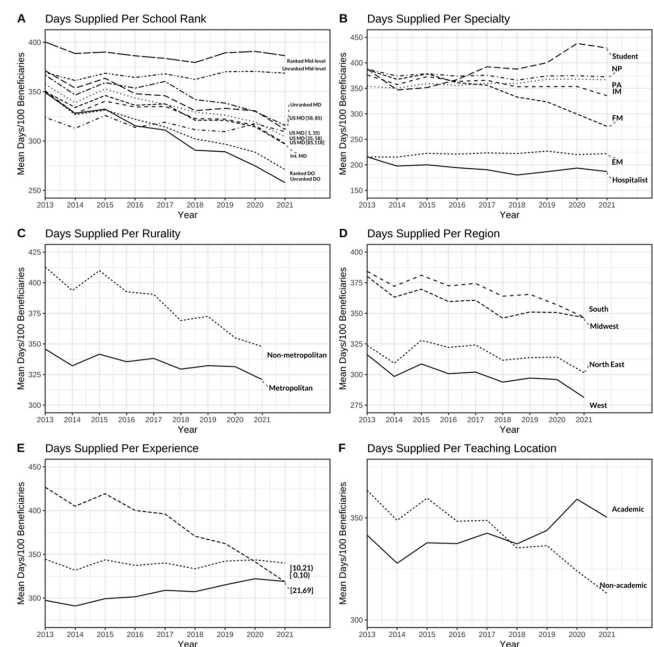 A Days Supplied Per School Rank
Mean Days/100 Beneficiaries
400
350
300
250
Ranked Mid-level
Unranked Mid-level
Unranked MD
US MD [58, 85)
US MD [ 1, 35)
US MD [35, 58)
US MD [85,118]
Int. MD
Ranked DO
Unranked DO
2013 2014 2015 2016 2017 2018 2019 2020 2021
Year
B Days Supplied Per Specialty
Mean Days/100 Beneficiaries
450
400
350
300
250
200
150
Student
NP
PA
IM
FM
EM
Hospitalist
2013 2014 2015 2016 2017 2018 2019 2020 2021
Year
C Days Supplied Per Rurality
Mean Days/100 Beneficiaries
425
400
375
350
325
300
Non-metropolitan
Metropolitan
2013 2014 2015 2016 2017 2018 2019 2020 2021
Year
D Days Supplied Per Region
Mean Days/100 Beneficiaries
400
375
350
325
300
275
South
Midwest
North East
West
2013 2014 2015 2016 2017 2018 2019 2020 2021
Year
E Days Supplied Per Experience
Mean Days/100 Beneficiaries
450
400
350
300
[10,21)
[ 0,10)
[21,69]
2013 2014 2015 2016 2017 2018 2019 2020 2021
Year
F Days Supplied Per Teaching Location
Mean Days/100 Beneficiaries
350
300
Academic
Non-academic
2013 2014 2015 2016 2017 2018 2019 2020 2021
Year